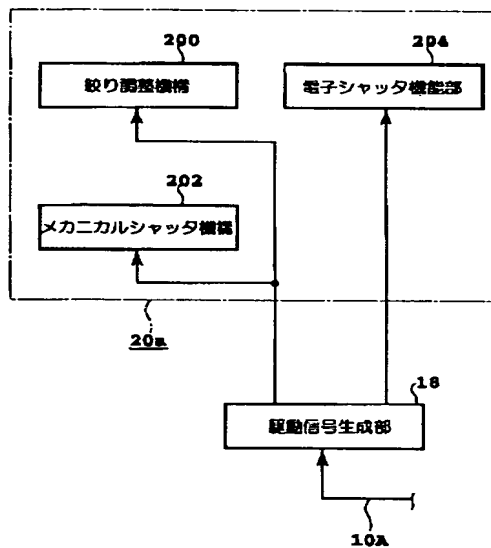 200
絞り調整機構
204
電子シャッタ機能部
202
メカニカルシャッタ機構
20a
18
駆動信号生成部
10A